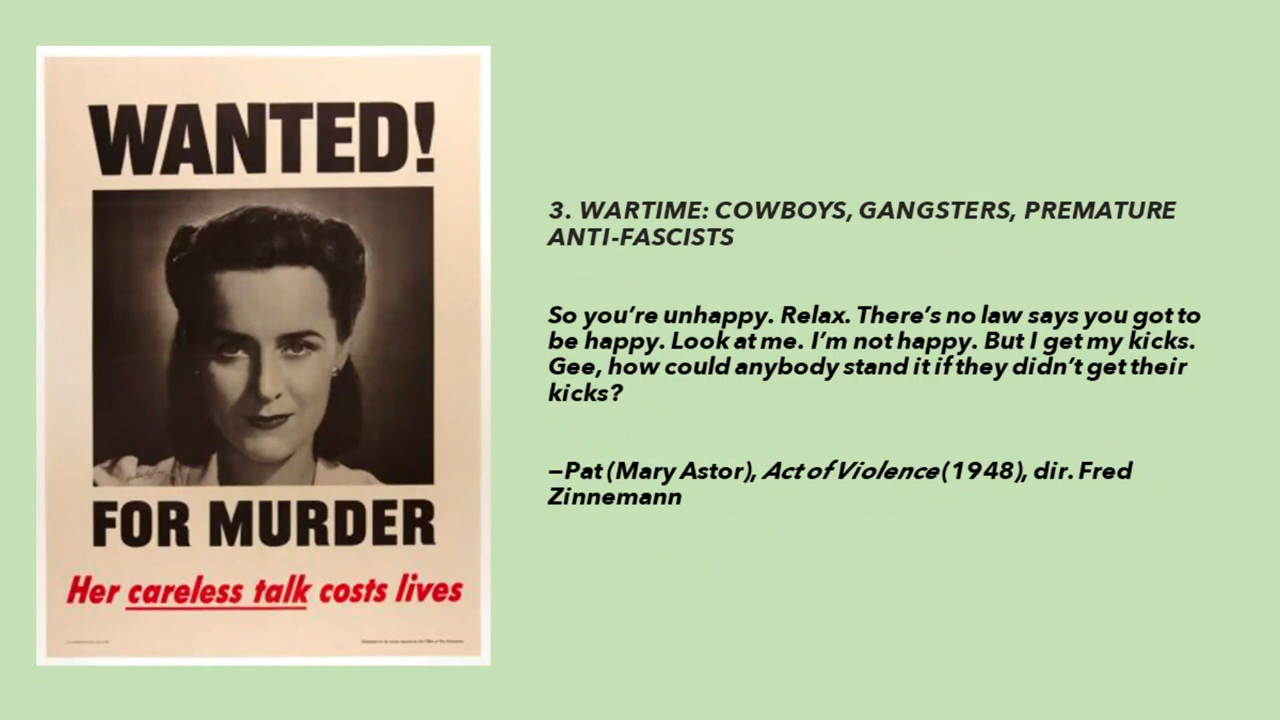 WANTED!
FOR MURDER
Her careless talk costs lives
3. WARTIME: COWBOYS, GANGSTERS, PREMATURE
ANTI-FASCISTS
So you're unhappy. Relax. There's no law says you got to
be happy. Look at me. I'm not happy. But I get my kicks.
Gee, how could anybody stand it if they didn't get their
kicks?
—Pat (Mary Astor), Act of Violence (1948), dir. Fred
Zinnemann